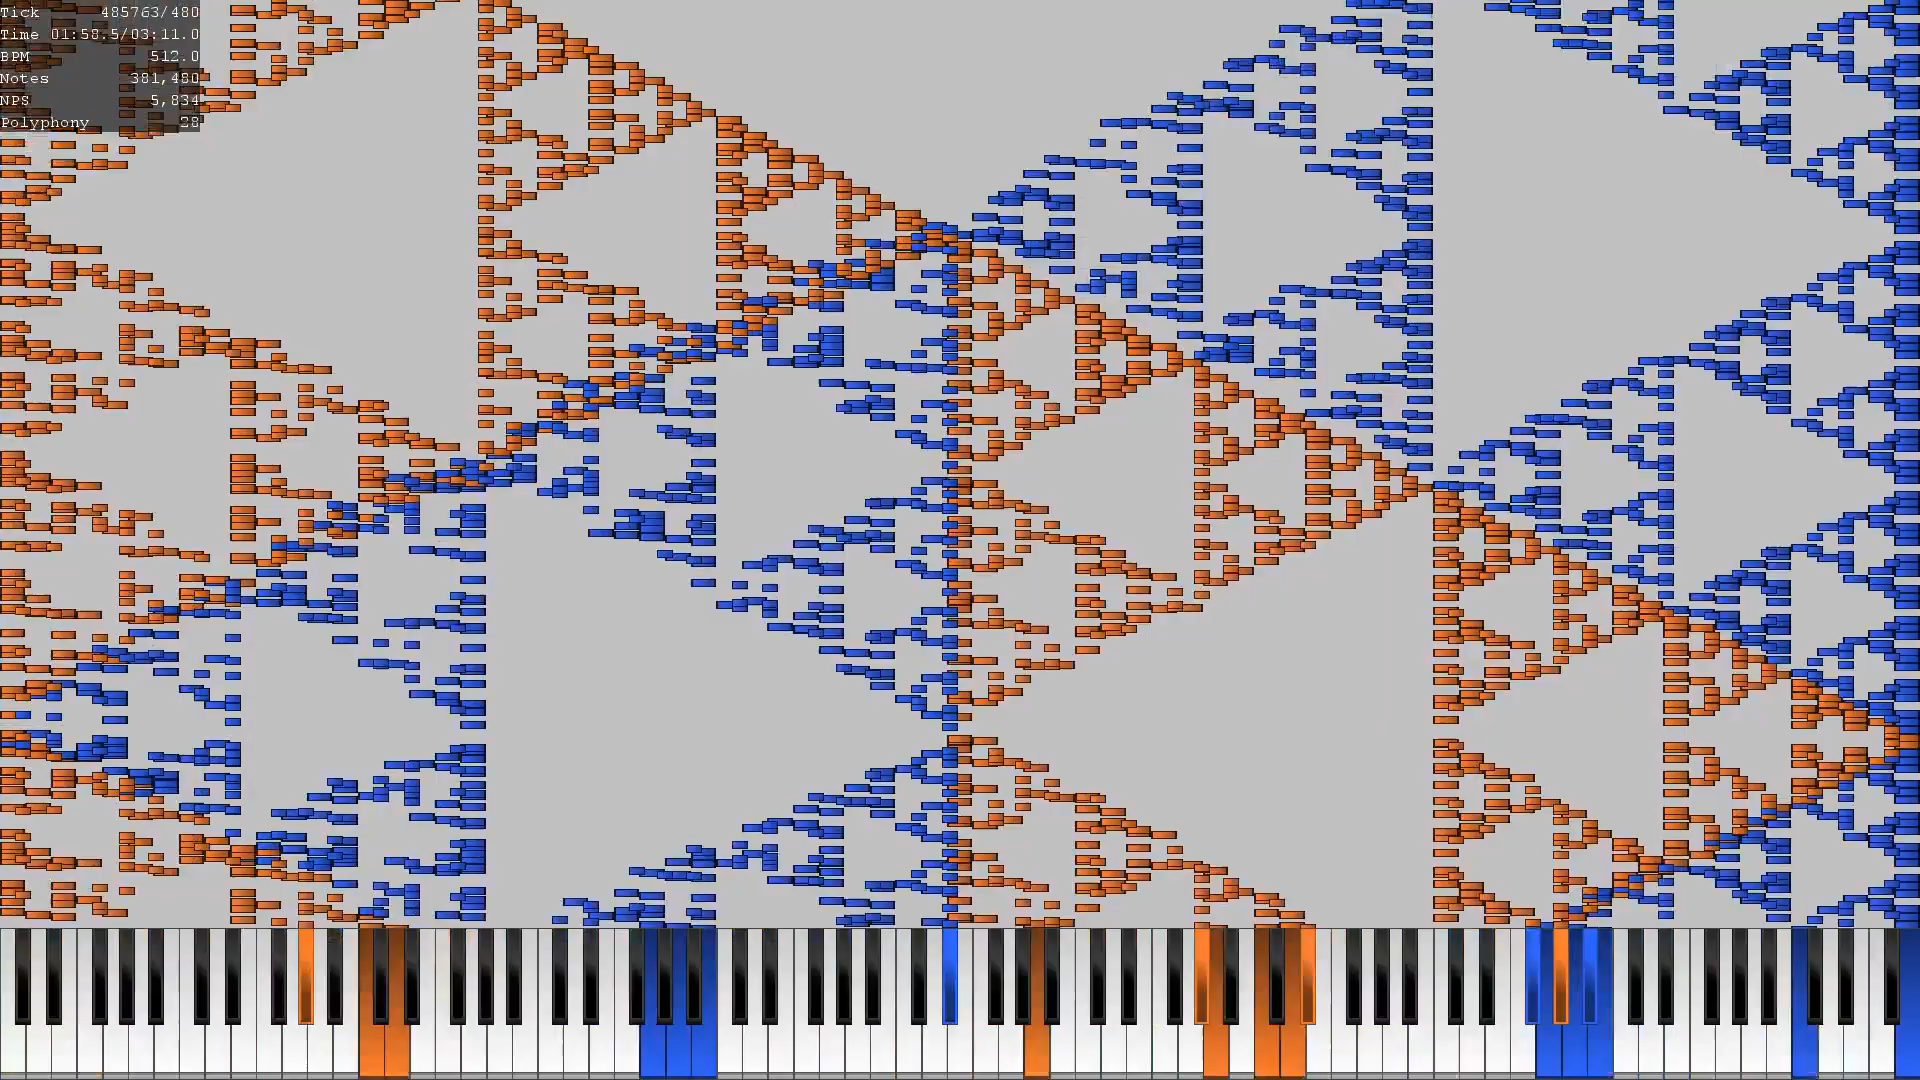 Tick 485763/480
Time 01:58.5/03:11.0
BPM 512.0
Notes 381,480
NPS 5,834
Polyphony 28